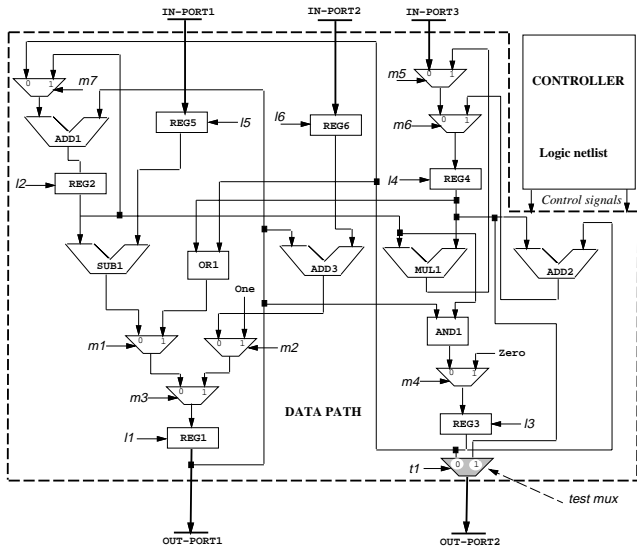 IN-PORT1 IN-PORT2 IN-PORT3
0 1 m7
m5 0 1
CONTROLLER
m6 0 1
ADD1 REG5 l5 l6 REG6
Logic netlist
l2 REG2 l4 REG4
Control signals
SUB1 OR1 ADD3 MUL1 ADD2
One
AND1
m1 0 1 0 1 m2
Zero
m4 0 1
m3 0 1
DATA PATH
l1 REG1 REG3 l3
t1 0 1
test mux
OUT-PORT1 OUT-PORT2